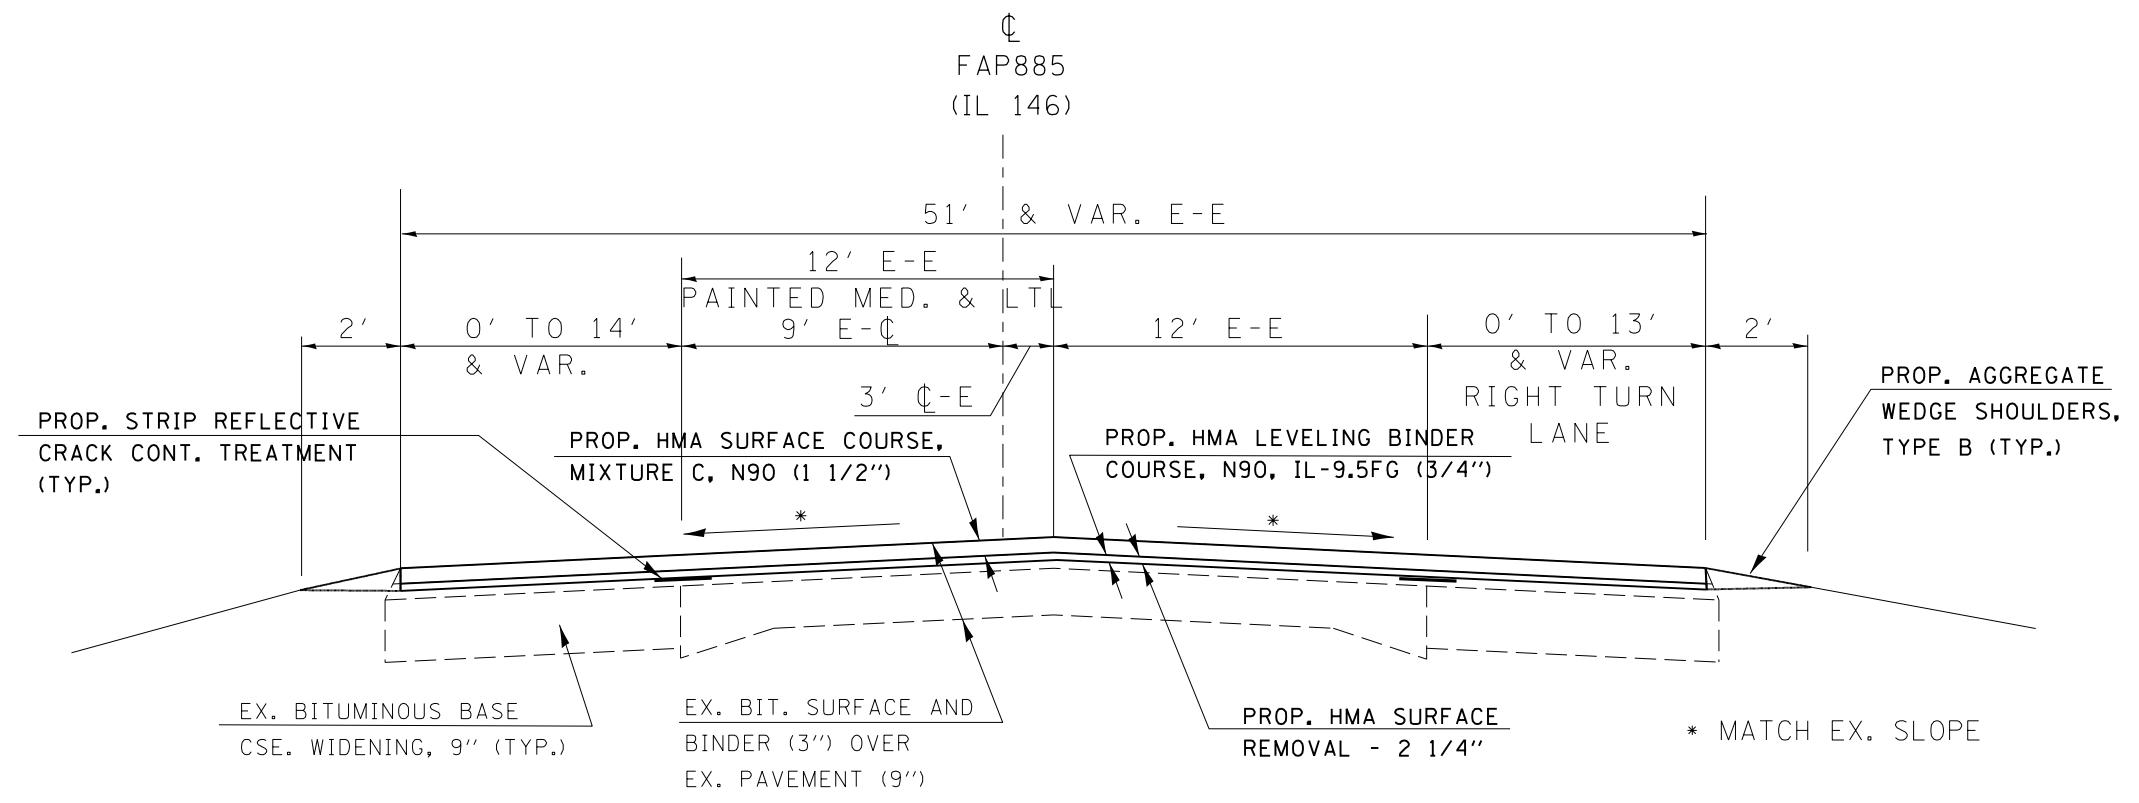 ℄
FAP885
(IL 146)
51' & VAR. E-E
12' E-E
PAINTED MED. & LTL
2'
0' TO 14'
& VAR.
9' E-℄
3' ℄-E
12' E-E
0' TO 13'
& VAR.
RIGHT TURN
LANE
2'
PROP. AGGREGATE
WEDGE SHOULDERS,
TYPE B (TYP.)
PROP. STRIP REFLECTIVE
CRACK CONT. TREATMENT
(TYP.)
PROP. HMA SURFACE COURSE,
MIXTURE C, N90 (1 1/2")
PROP. HMA LEVELING BINDER
COURSE, N90, IL-9.5FG (3/4")
*
*
EX. BITUMINOUS BASE
CSE. WIDENING, 9" (TYP.)
EX. BIT. SURFACE AND
BINDER (3") OVER
EX. PAVEMENT (9")
PROP. HMA SURFACE
REMOVAL - 2 1/4"
* MATCH EX. SLOPE